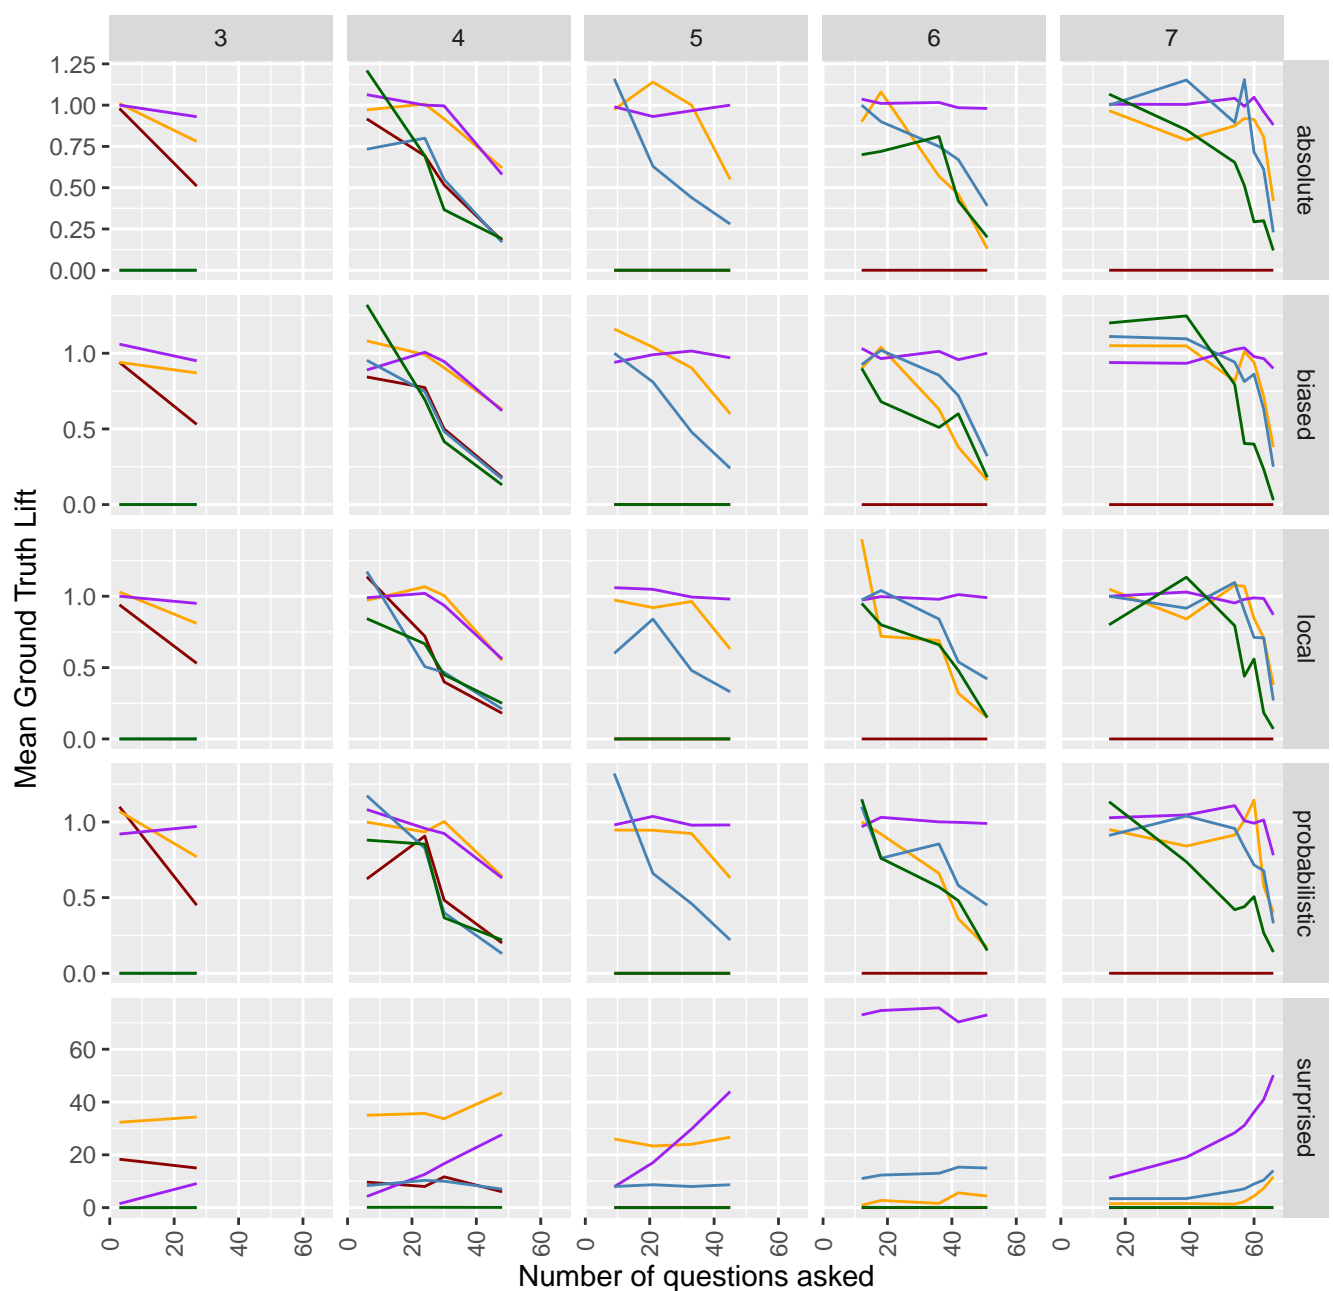 3 4 5 6 7
1.25
1.00
0.75
0.50
0.25
0.00
absolute
1.0
0.5
0.0
biased
1.0
0.5
0.0
local
1.0
0.5
0.0
probabilistic
60
40
20
0
surprised
Mean Ground Truth Lift
0 20 40 60 0 20 40 60 0 20 40 60 0 20 40 60 0 20 40 60
Number of questions asked